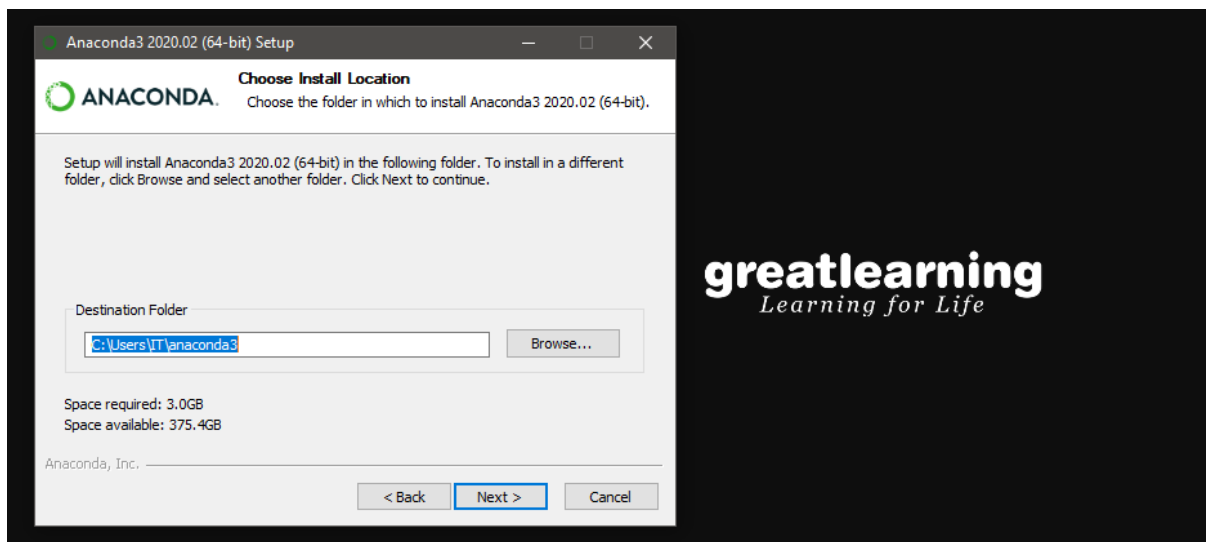 Anaconda3 2020.02 (64-bit) Setup
ANACONDA.
Choose Install Location
Choose the folder in which to install Anaconda3 2020.02 (64-bit).
Setup will install Anaconda3 2020.02 (64-bit) in the following folder. To install in a different
folder, click Browse and select another folder. Click Next to continue.
Destination Folder
C:\Users\IT\anaconda3
Browse...
Space required: 3.0GB
Space available: 375.4GB
Anaconda, Inc.
< Back
Next >
Cancel
greatlearning
Learning for Life